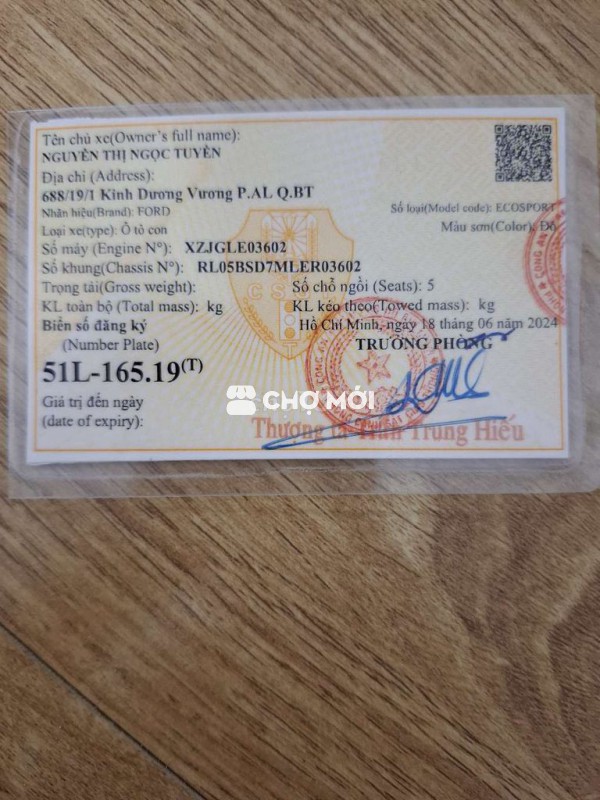 Tên chủ xe(Owner's full name):
NGUYỄN THỊ NGỌC TUYỀN
Địa chỉ (Address):
688/19/1 Kinh Dương Vương P.AL Q.BT
Nhãn hiệu(Brand): FORD
Số loại(Model code): ECOSPORT
Loại xe(type): Ô tô con
Màu sơn(Color): Đỏ
Số máy (Engine N°): XZJGLE03602
Số khung(Chassis N°): RL05BSD7MLER03602
Trọng tải(Gross weight):
Số chỗ ngồi (Seats): 5
KL toàn bộ (Total mass): kg
KL kéo theo(Towed mass): kg
Biển số đăng ký
Hồ Chí Minh, ngày 18 tháng 06 năm 2024
(Number Plate)
TRƯỞNG PHÒNG
51L-165.19(T)
CHỢ MỚI
Giá trị đến ngày
(date of expiry):
Thượng tá Trung Hiếu